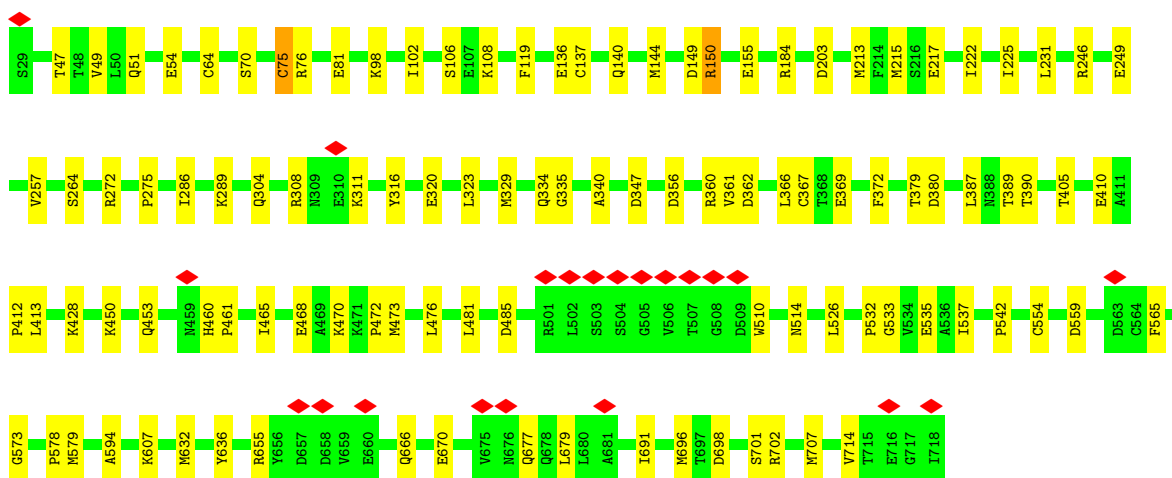 S29 T47 T48 V49 L50 Q51 E54 C64 S70 C75 R76 E81 K98 I102 S106 E107 K108 F119 E136 C137 Q140 M144 D149 R150 E155 R184 D203 M213 F214 M215 S216 E217 I222 I225 L231 R246 E249
V257 S264 R272 P275 I286 K289 Q304 R308 N309 E310 K311 Y316 E320 L323 M329 Q334 G335 A340 D347 D356 R360 V361 D362 L366 C367 T368 E369 F372 T379 D380 L387 N388 T389 T390 T405 E410 A411
P412 L413 K428 K450 Q453 N459 H460 P461 I465 E468 A469 K470 K471 P472 M473 L476 L481 D485 R501 L502 S503 S504 G505 V506 T507 G508 D509 W510 N514 L526 P532 G533 V534 E535 A536 I537 P542 C554 D559 D563 C564 F565
G573 P578 M579 A594 K607 M632 Y636 R655 Y656 D657 D658 V659 E660 Q666 E670 V675 N676 Q677 Q678 L679 L680 A681 I691 M696 T697 D698 S701 R702 M707 V714 T715 E716 G717 I718